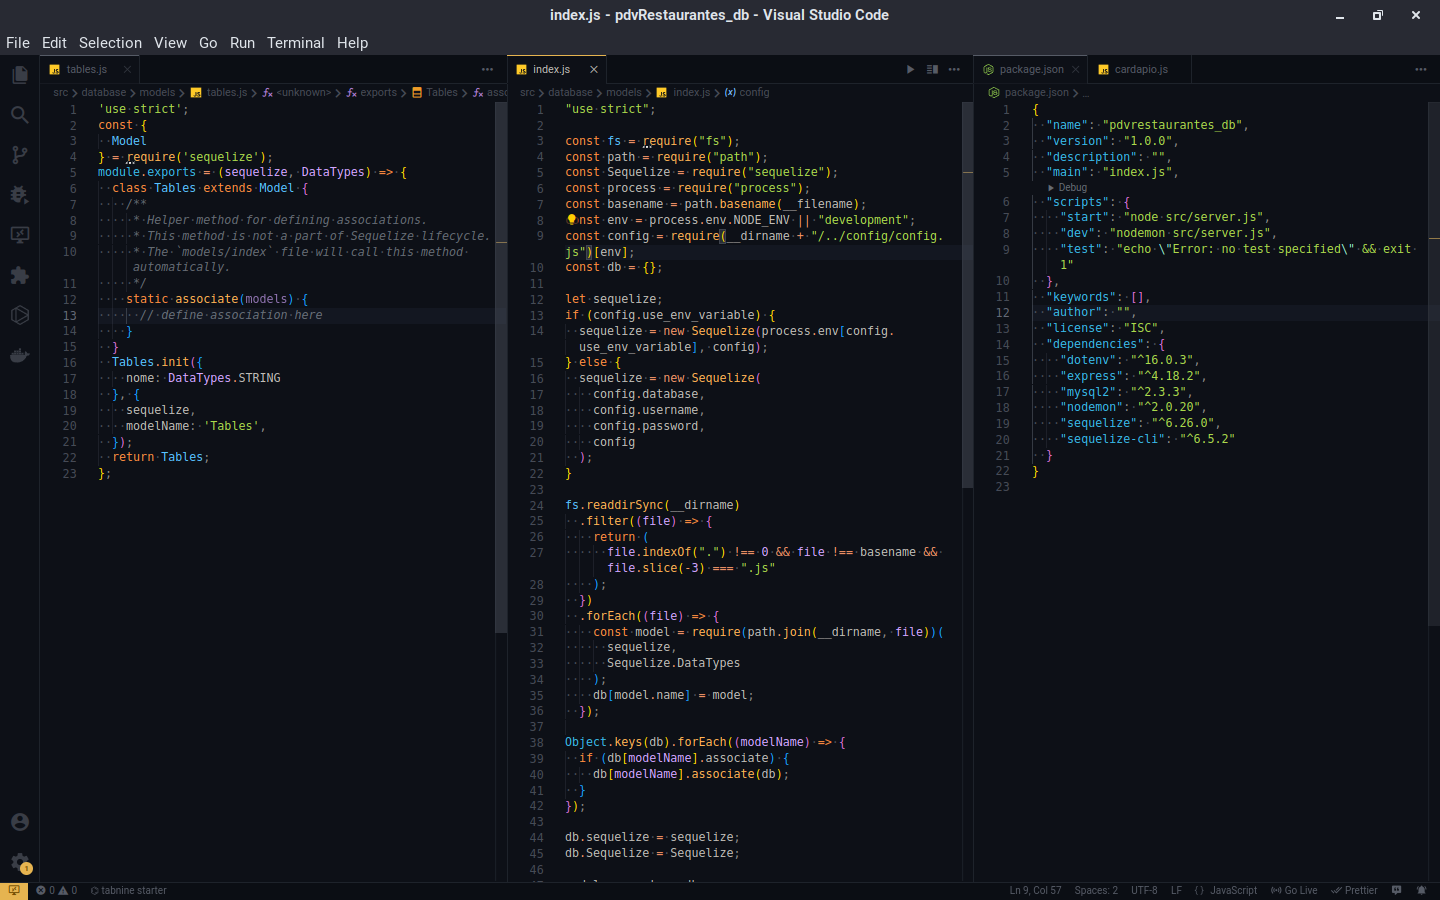 index.js - pdvRestaurantes_db - Visual Studio Code
File Edit Selection View Go Run Terminal Help
tables.js
src > database > models > tables.js > <unknown> > exports > Tables > asso
1 'use strict';
2 const {
3 Model
4 } = require('sequelize');
5 module.exports = (sequelize, DataTypes) => {
6 class Tables extends Model {
7 /**
8 * Helper method for defining associations.
9 * This method is not a part of Sequelize lifecycle.
10 * The `models/index` file will call this method
automatically.
11 */
12 static associate(models) {
13 // define association here
14 }
15 }
16 Tables.init({
17 nome: DataTypes.STRING
18 }, {
19 sequelize,
20 modelName: 'Tables',
21 });
22 return Tables;
23 };
index.js
src > database > models > index.js > config
1 "use strict";
2
3 const fs = require("fs");
4 const path = require("path");
5 const Sequelize = require("sequelize");
6 const process = require("process");
7 const basename = path.basename(__filename);
8 nst env = process.env.NODE_ENV || "development";
9 const config = require(__dirname + "/../config/config.
js")[env];
10 const db = {};
11
12 let sequelize;
13 if (config.use_env_variable) {
14 sequelize = new Sequelize(process.env[config.
use_env_variable], config);
15 } else {
16 sequelize = new Sequelize(
17 config.database,
18 config.username,
19 config.password,
20 config
21 );
22 }
23
24 fs.readdirSync(__dirname)
25 .filter((file) => {
26 return (
27 file.indexOf(".") !== 0 && file !== basename &&
file.slice(-3) === ".js"
28 );
29 })
30 .forEach((file) => {
31 const model = require(path.join(__dirname, file))(
32 sequelize,
33 Sequelize.DataTypes
34 );
35 db[model.name] = model;
36 });
37
38 Object.keys(db).forEach((modelName) => {
39 if (db[modelName].associate) {
40 db[modelName].associate(db);
41 }
42 });
43
44 db.sequelize = sequelize;
45 db.Sequelize = Sequelize;
46
package.json cardapio.js
package.json > ...
1 {
2 "name": "pdvrestaurantes_db",
3 "version": "1.0.0",
4 "description": "",
5 "main": "index.js",
Debug
6 "scripts": {
7 "start": "node src/server.js",
8 "dev": "nodemon src/server.js",
9 "test": "echo \"Error: no test specified\" && exit
1"
10 },
11 "keywords": [],
12 "author": "",
13 "license": "ISC",
14 "dependencies": {
15 "dotenv": "^16.0.3",
16 "express": "^4.18.2",
17 "mysql2": "^2.3.3",
18 "nodemon": "^2.0.20",
19 "sequelize": "^6.26.0",
20 "sequelize-cli": "^6.5.2"
21 }
22 }
23
1
0 0 tabnine starter Ln 9, Col 57 Spaces: 2 UTF-8 LF { } JavaScript Go Live Prettier